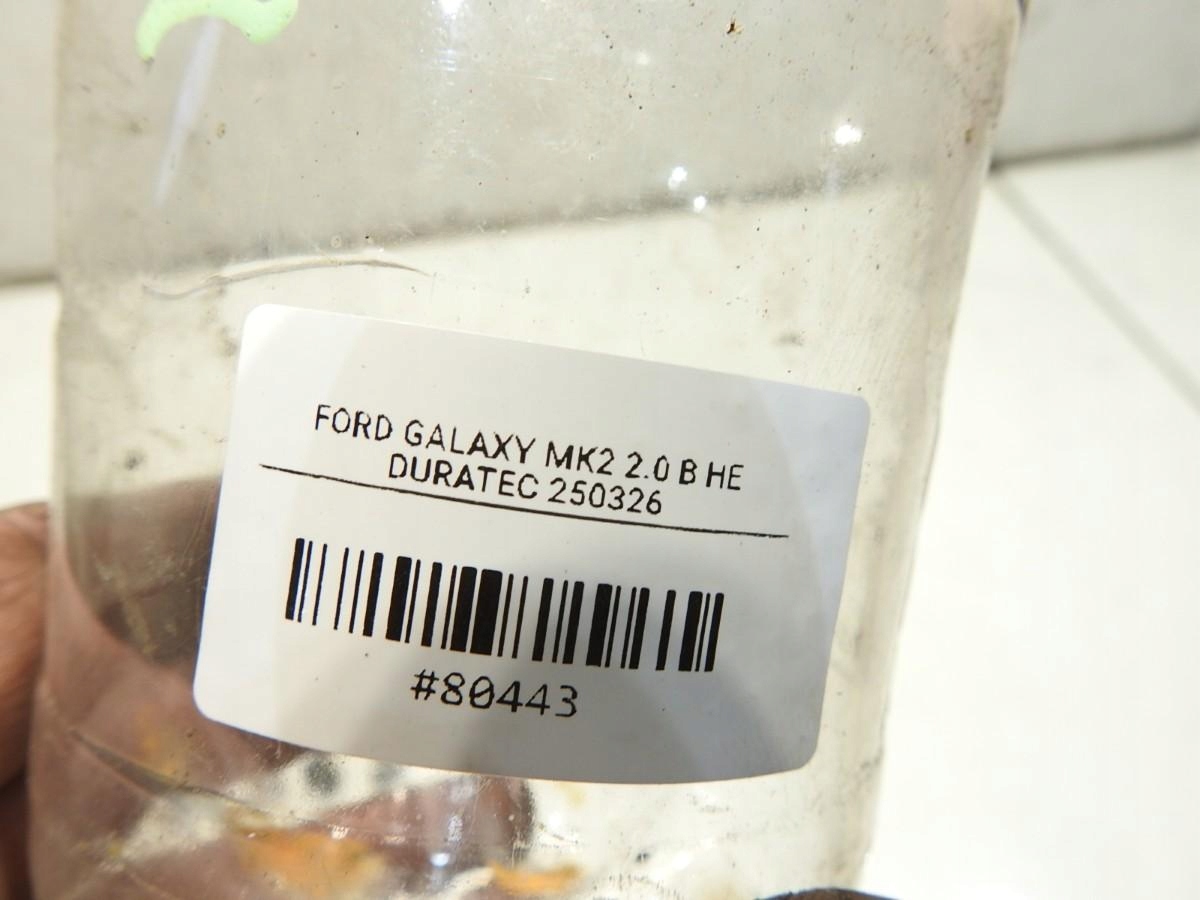 FORD GALAXY MK2 2.0 B HE
DURATEC 250326
#80443